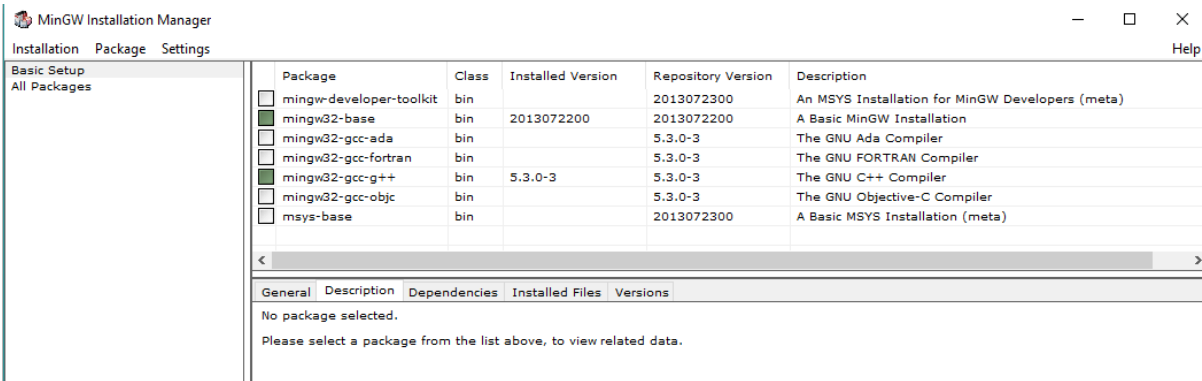 MinGW Installation Manager
Installation Package Settings Help
Basic Setup
All Packages
Package Class Installed Version Repository Version Description
mingw-developer-toolkit bin 2013072300 An MSYS Installation for MinGW Developers (meta)
mingw32-base bin 2013072200 2013072200 A Basic MinGW Installation
mingw32-gcc-ada bin 5.3.0-3 The GNU Ada Compiler
mingw32-gcc-fortran bin 5.3.0-3 The GNU FORTRAN Compiler
mingw32-gcc-g++ bin 5.3.0-3 5.3.0-3 The GNU C++ Compiler
mingw32-gcc-objc bin 5.3.0-3 The GNU Objective-C Compiler
msys-base bin 2013072300 A Basic MSYS Installation (meta)
General Description Dependencies Installed Files Versions
No package selected.
Please select a package from the list above, to view related data.